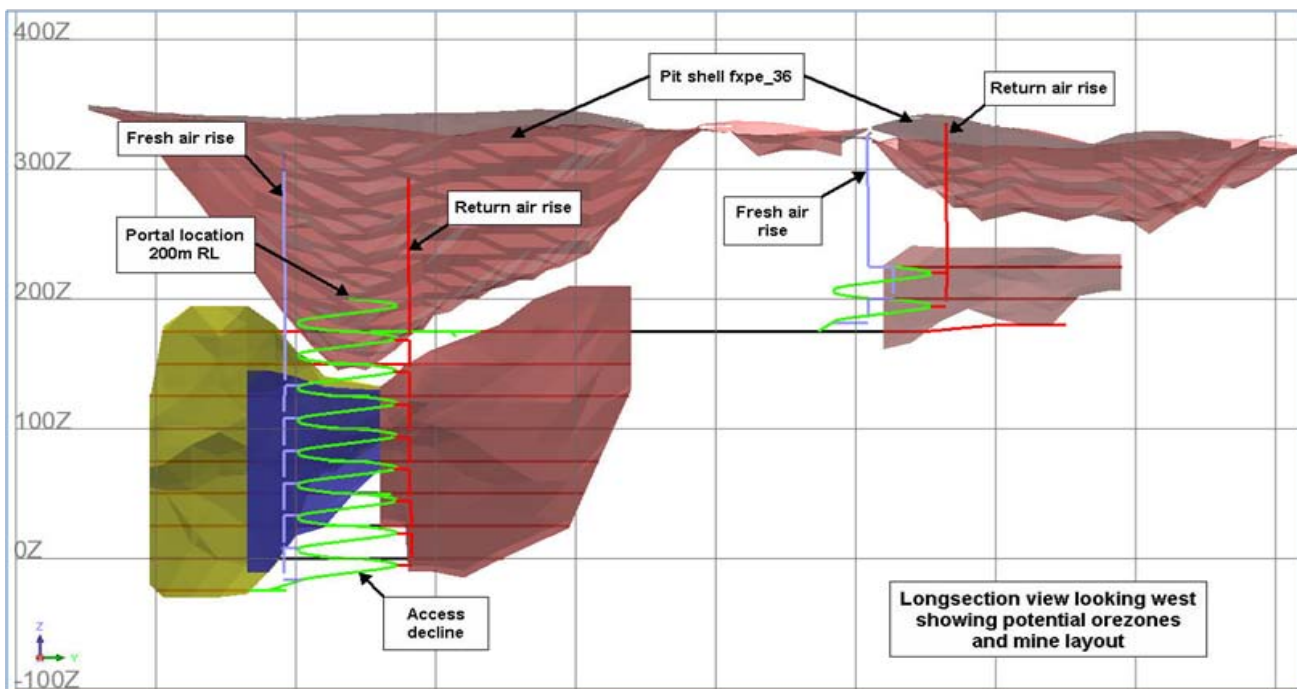 400Z
Pit shell fxpe_36
Return air rise
Fresh air rise
300Z
Return air rise
Fresh air
rise
Portal location
200m RL
200Z
100Z
0Z
Access
decline
Longsection view looking west
showing potential orezones
and mine layout
Z
Y
-100Z